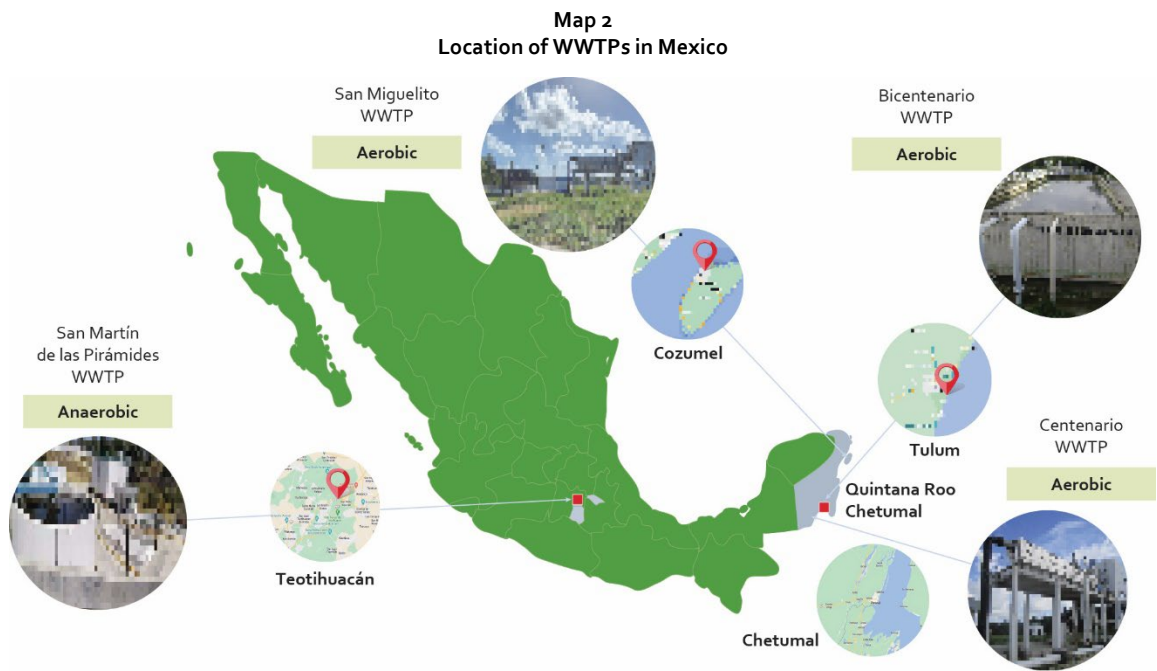 Map 2
Location of WWTPs in Mexico
San Miguelito
WWTP
Aerobic
Bicentenario
WWTP
Aerobic
Cozumel
San Martín
de las Pirámides
WWTP
Anaerobic
Tulum
Centenario
WWTP
Aerobic
Quintana Roo
Chetumal
Teotihuacán
Chetumal